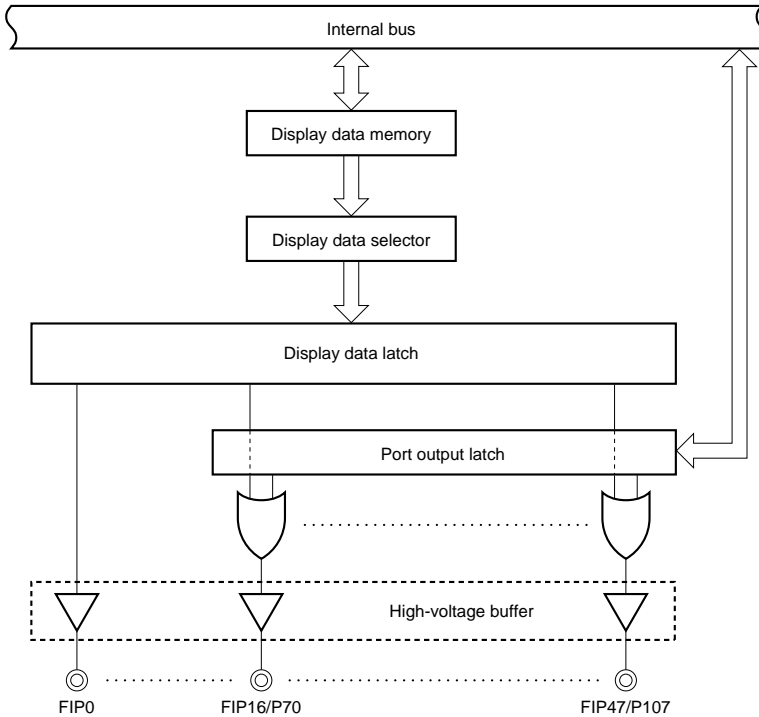 Internal bus
Display data memory
Display data selector
Display data latch
Port output latch
High-voltage buffer
FIP0
FIP16/P70
FIP47/P107